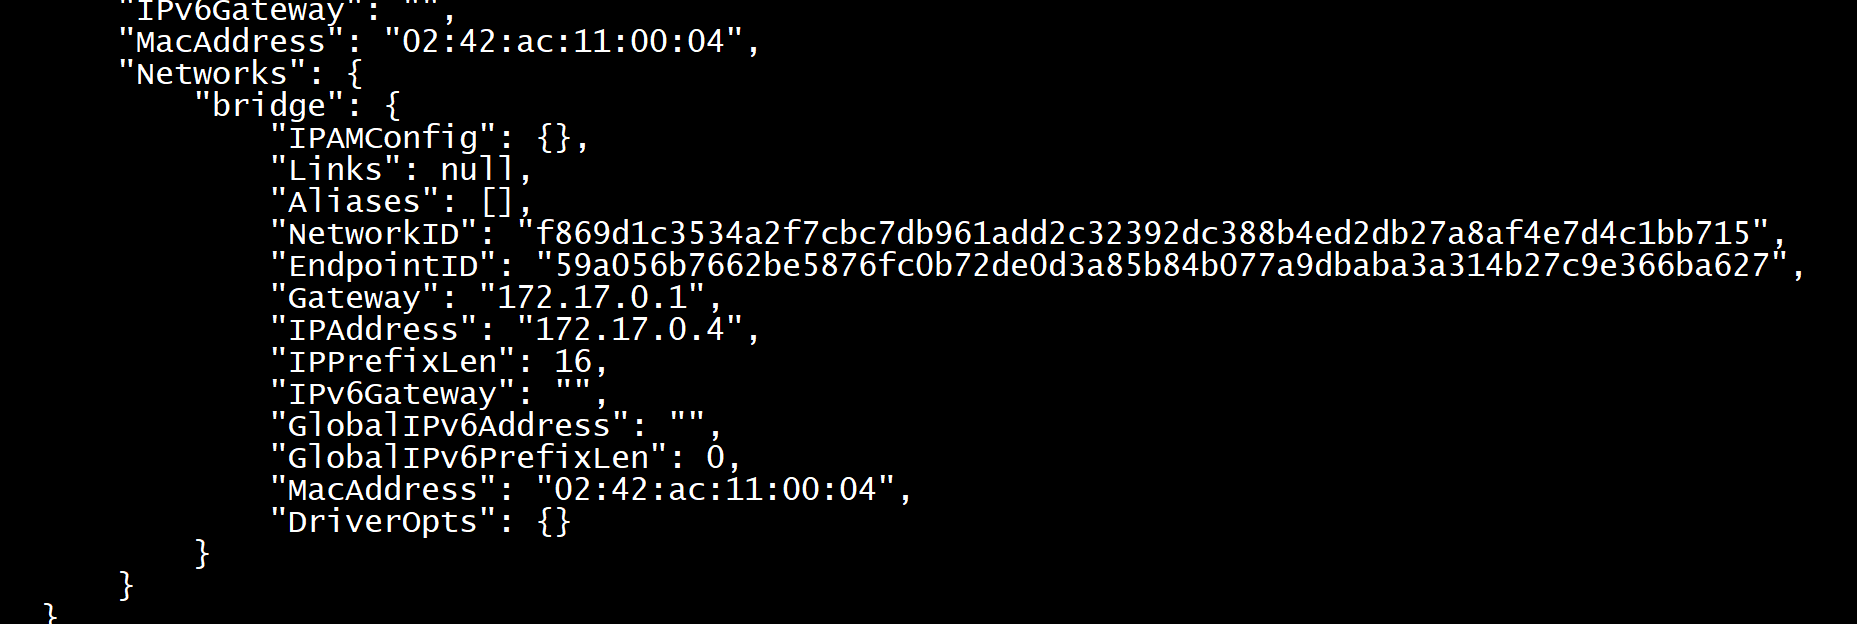 "IPv6Gateway": "",
"MacAddress": "02:42:ac:11:00:04",
"Networks": {
"bridge": {
"IPAMConfig": {},
"Links": null,
"Aliases": [],
"NetworkID": "f869d1c3534a2f7cbc7db961add2c32392dc388b4ed2db27a8af4e7d4c1bb715",
"EndpointID": "59a056b7662be5876fc0b72de0d3a85b84b077a9dbaba3a314b27c9e366ba627",
"Gateway": "172.17.0.1",
"IPAddress": "172.17.0.4",
"IPPrefixLen": 16,
"IPv6Gateway": "",
"GlobalIPv6Address": "",
"GlobalIPv6PrefixLen": 0,
"MacAddress": "02:42:ac:11:00:04",
"DriverOpts": {}
}
}
}